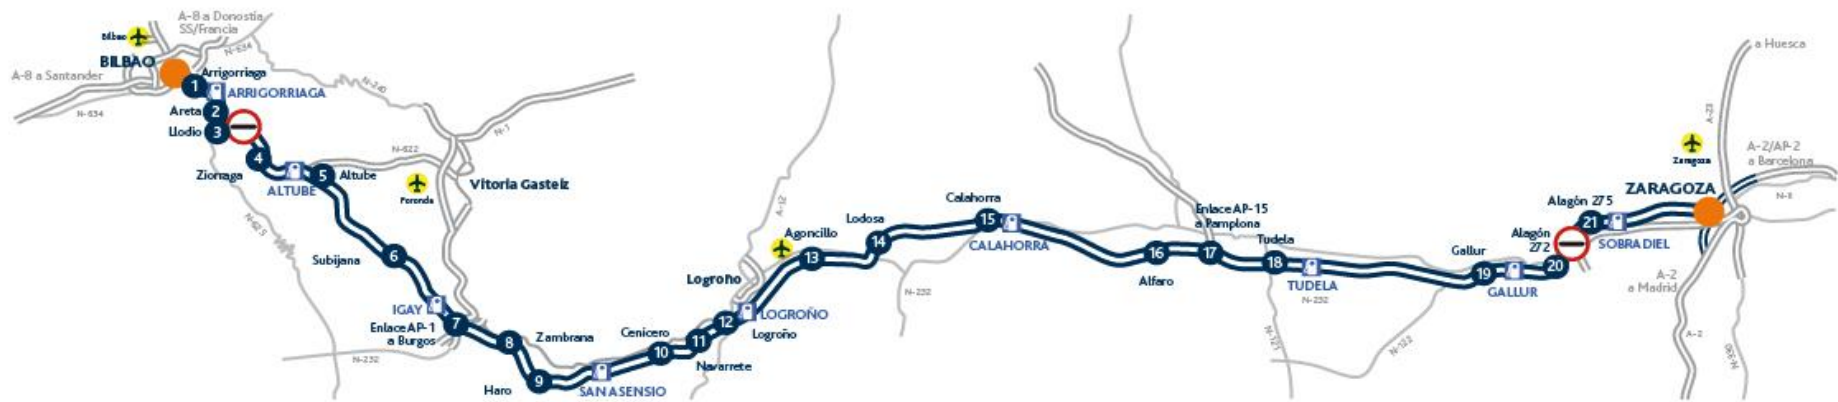 A-8 a Donostia
SS/Francia
Bilbao
BILBAO
N-634
A-8 a Santander
N-634
1
Arrigorriaga
ARRIGORRIAGA
N-240
Areta
2
Llodio
3
4
Ziorraga
ALTUBE
5
Altube
N-622
N-1
Foronda
Vitoria Gasteiz
N-625
Subijana
6
IGAY
Enlace AP-1
a Burgos
7
N-232
8
Zambrana
Haro
9
SAN ASENSIO
Cenicero
10
11
Navarrete
12
Logroño
LOGROÑO
Logroño
A-12
Agoncillo
13
Lodosa
14
N-232
Calahorra
15
CALAHORRA
16
Alfaro
Enlace AP-15
a Pamplona
17
Tudela
18
TUDELA
N-232
N-121
N-122
Gallur
19
GALLUR
20
Alagón
272
Alagón 275
21
SOBRADIEL
ZARAGOZA
Zaragoza
A-23
a Huesca
A-2/AP-2
a Barcelona
N-II
A-2
a Madrid
A-2
N-330